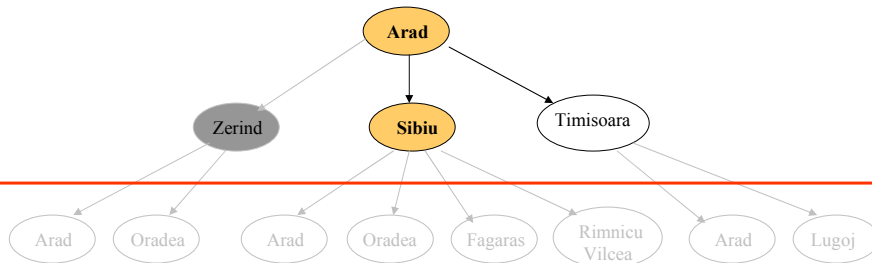 Arad
Zerind
Sibiu
Timisoara
Arad
Oradea
Arad
Oradea
Fagaras
Rimnicu
Vilcea
Arad
Lugoj